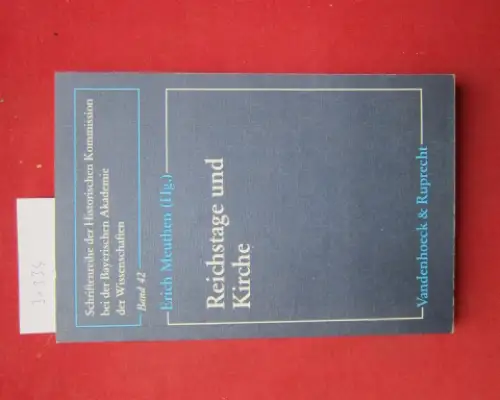 Schriftenreihe der Historischen Kommission
bei der Bayerischen Akademie
der Wissenschaften
Band 42
Erich Meuthen (Hg.)
Reichstage und
Kirche
Vandenhoeck & Ruprecht